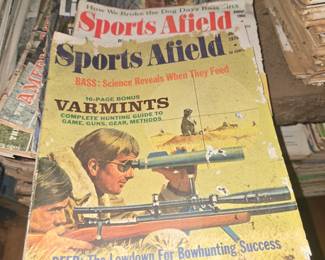 How We Broke the Dog Days Bass
Sports Afield
Sports Afield
BASS: Science Reveals When They Feed
16-PAGE BONUS
VARMINTS
COMPLETE HUNTING GUIDE TO
GAME, GUNS, GEAR, METHODS
DEER: The Lowdown For Bowhunting Success